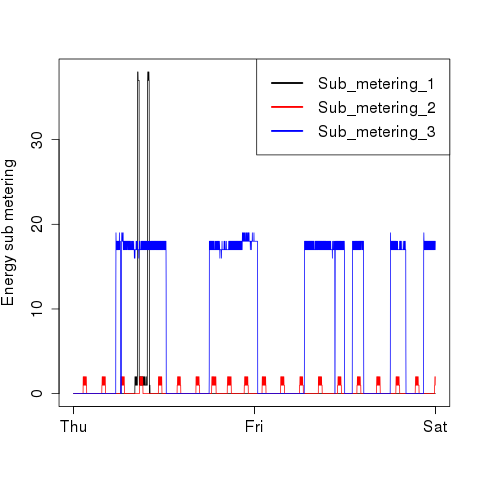 Sub_metering_1
Sub_metering_2
Sub_metering_3
Energy sub metering
30
20
10
0
Thu Fri Sat